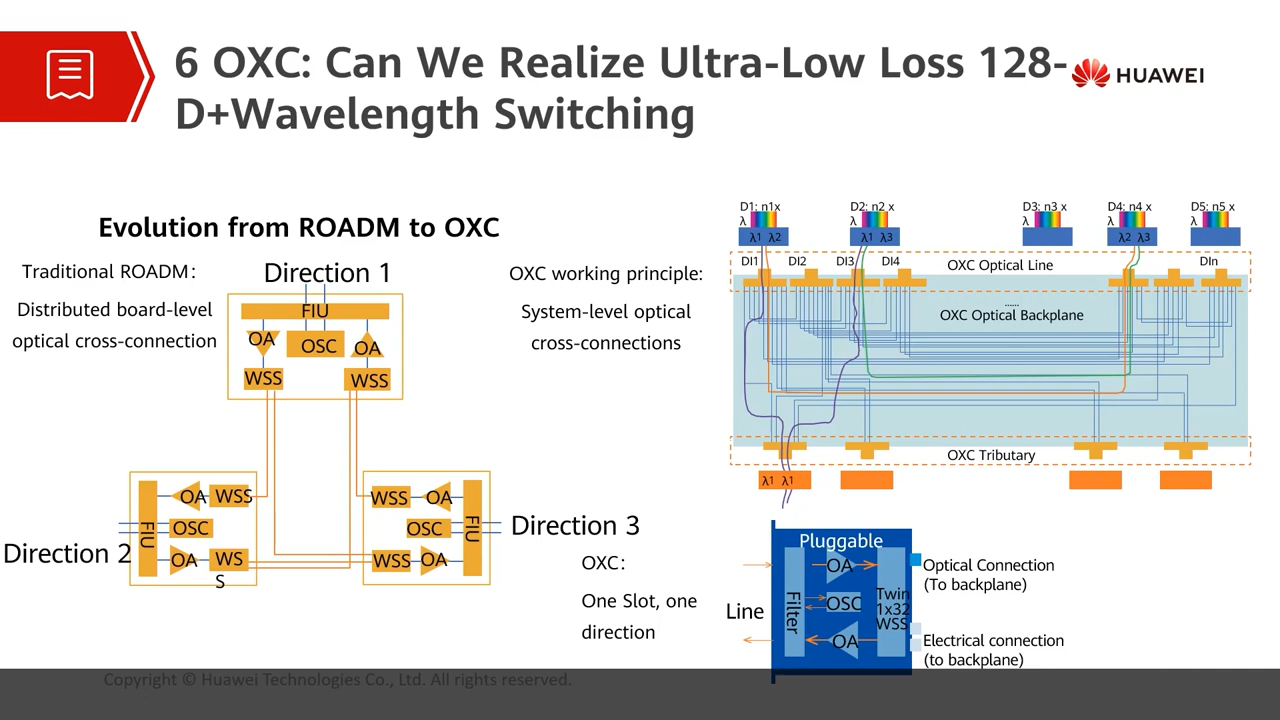 6 OXC: Can We Realize Ultra-Low Loss 128-
D+Wavelength Switching
HUAWEI
Evolution from ROADM to OXC
Traditional ROADM:
Distributed board-level
optical cross-connection
Direction 1
FIU
OA
OSC
OA
WSS
WSS
Direction 2
FIU
OA
WSS
OSC
OA
WS
S
WSS
OA
OSC
WSS
OA
FIU
Direction 3
OXC working principle:
System-level optical
cross-connections
D1: n1x
λ
λ1 λ2
D2: n2 x
λ
λ1 λ3
D3: n3 x
D4: n4 x
λ2 λ3
D5: n5 x
DI1
DI2
DI3
DI4
OXC Optical Line
DIn
......
OXC Optical Backplane
OXC Tributary
λ1 λ1
OXC:
One Slot, one
direction
Pluggable
Line
Filter
OA
OSC
OA
Twin
1x32
WSS
Optical Connection
(To backplane)
Electrical connection
(to backplane)
Copyright © Huawei Technologies Co., Ltd. All rights reserved.